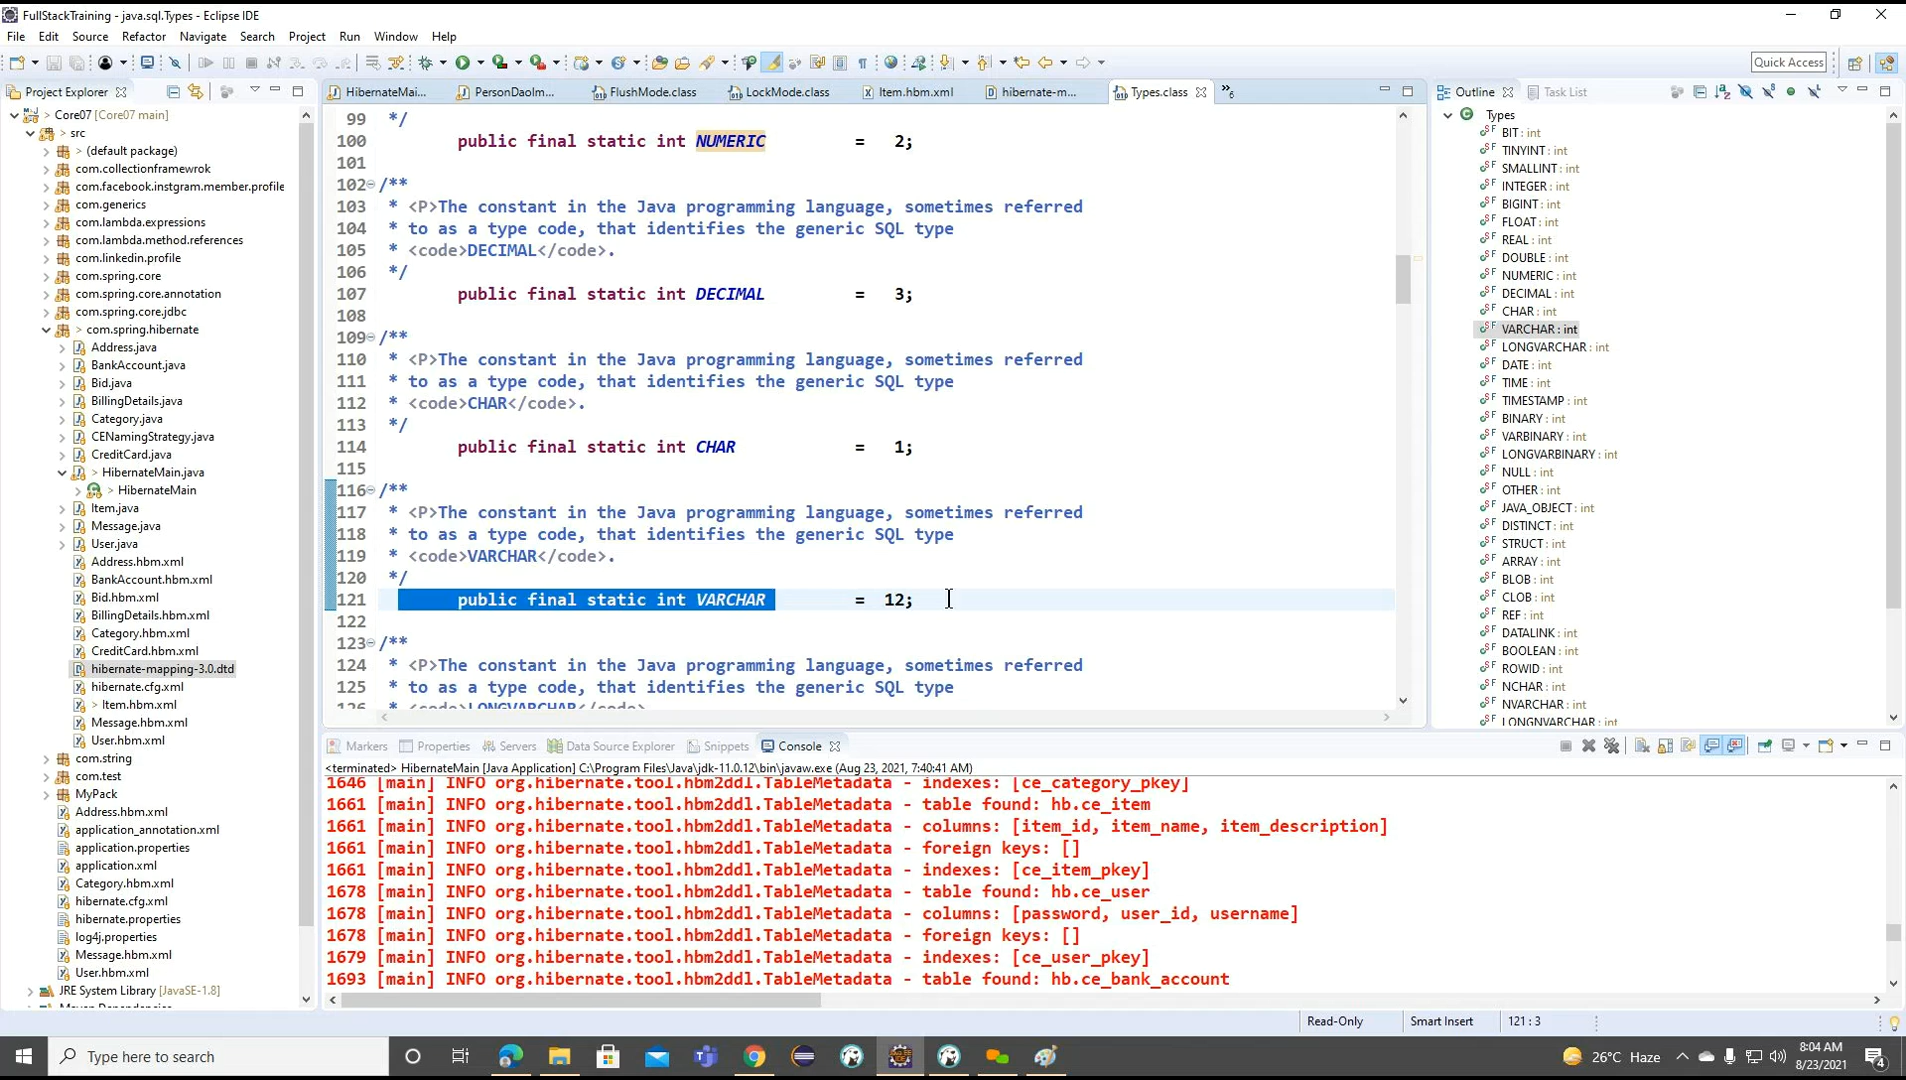 FullStackTraining - java.sql.Types - Eclipse IDE
File Edit Source Refactor Navigate Search Project Run Window Help
Quick Access
Project Explorer
Core07 [Core07 main]
src
> (default package)
com.collectionframewrok
com.facebook.instgram.member.profile
com.generics
com.lambda.expressions
com.lambda.method.references
com.linkedin.profile
com.spring.core
com.spring.core.annotation
com.spring.core.jdbc
> com.spring.hibernate
Address.java
BankAccount.java
Bid.java
BillingDetails.java
Category.java
CENamingStrategy.java
CreditCard.java
> HibernateMain.java
> HibernateMain
Item.java
Message.java
User.java
Address.hbm.xml
BankAccount.hbm.xml
Bid.hbm.xml
BillingDetails.hbm.xml
Category.hbm.xml
CreditCard.hbm.xml
hibernate-mapping-3.0.dtd
hibernate.cfg.xml
> Item.hbm.xml
Message.hbm.xml
User.hbm.xml
com.string
com.test
MyPack
Address.hbm.xml
application_annotation.xml
application.properties
application.xml
Category.hbm.xml
hibernate.cfg.xml
hibernate.properties
log4j.properties
Message.hbm.xml
User.hbm.xml
JRE System Library [JavaSE-1.8]
HibernateMai... PersonDaoIm... FlushMode.class LockMode.class Item.hbm.xml hibernate-m... Types.class »6
99 */
100 public final static int NUMERIC = 2;
101
102 /**
103 * <P>The constant in the Java programming language, sometimes referred
104 * to as a type code, that identifies the generic SQL type
105 * <code>DECIMAL</code>.
106 */
107 public final static int DECIMAL = 3;
108
109 /**
110 * <P>The constant in the Java programming language, sometimes referred
111 * to as a type code, that identifies the generic SQL type
112 * <code>CHAR</code>.
113 */
114 public final static int CHAR = 1;
115
116 /**
117 * <P>The constant in the Java programming language, sometimes referred
118 * to as a type code, that identifies the generic SQL type
119 * <code>VARCHAR</code>.
120 */
121 public final static int VARCHAR = 12;
122
123 /**
124 * <P>The constant in the Java programming language, sometimes referred
125 * to as a type code, that identifies the generic SQL type
126 * <code>LONGVARCHAR</code>
Outline Task List
Types
BIT : int
TINYINT : int
SMALLINT : int
INTEGER : int
BIGINT : int
FLOAT : int
REAL : int
DOUBLE : int
NUMERIC : int
DECIMAL : int
CHAR : int
VARCHAR : int
LONGVARCHAR : int
DATE : int
TIME : int
TIMESTAMP : int
BINARY : int
VARBINARY : int
LONGVARBINARY : int
NULL : int
OTHER : int
JAVA_OBJECT : int
DISTINCT : int
STRUCT : int
ARRAY : int
BLOB : int
CLOB : int
REF : int
DATALINK : int
BOOLEAN : int
ROWID : int
NCHAR : int
NVARCHAR : int
LONGNVARCHAR : int
Markers Properties Servers Data Source Explorer Snippets Console
<terminated> HibernateMain [Java Application] C:\Program Files\Java\jdk-11.0.12\bin\javaw.exe (Aug 23, 2021, 7:40:41 AM)
1646 [main] INFO org.hibernate.tool.hbm2ddl.TableMetadata - indexes: [ce_category_pkey]
1661 [main] INFO org.hibernate.tool.hbm2ddl.TableMetadata - table found: hb.ce_item
1661 [main] INFO org.hibernate.tool.hbm2ddl.TableMetadata - columns: [item_id, item_name, item_description]
1661 [main] INFO org.hibernate.tool.hbm2ddl.TableMetadata - foreign keys: []
1661 [main] INFO org.hibernate.tool.hbm2ddl.TableMetadata - indexes: [ce_item_pkey]
1678 [main] INFO org.hibernate.tool.hbm2ddl.TableMetadata - table found: hb.ce_user
1678 [main] INFO org.hibernate.tool.hbm2ddl.TableMetadata - columns: [password, user_id, username]
1678 [main] INFO org.hibernate.tool.hbm2ddl.TableMetadata - foreign keys: []
1679 [main] INFO org.hibernate.tool.hbm2ddl.TableMetadata - indexes: [ce_user_pkey]
1693 [main] INFO org.hibernate.tool.hbm2ddl.TableMetadata - table found: hb.ce_bank_account
Read-Only Smart Insert 121 : 3
Type here to search
26°C Haze
8:04 AM
8/23/2021
4